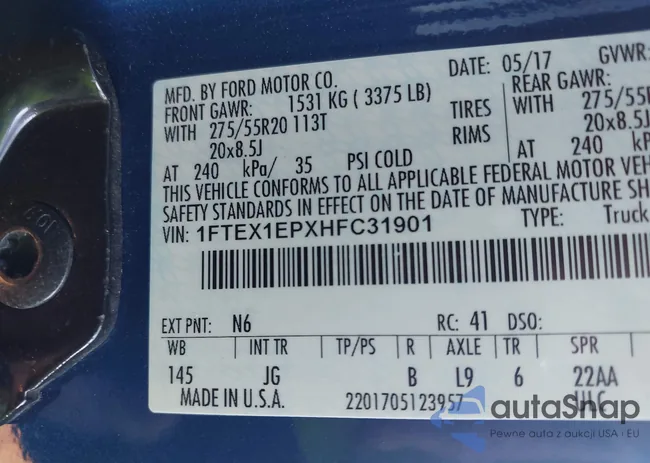 MFD. BY FORD MOTOR CO.
DATE: 05/17 GVWR:
FRONT GAWR: 1531 KG ( 3375 LB)
REAR GAWR:
WITH 275/55R20 113T TIRES WITH 275/55R
20x8.5J RIMS 20x8.5J
AT 240 kPa/ 35 PSI COLD AT 240 kPa/
THIS VEHICLE CONFORMS TO ALL APPLICABLE FEDERAL MOTOR VEH
SAFETY STANDARDS IN EFFECT ON THE DATE OF MANUFACTURE SH
VIN: 1FTEX1EPXHFC31901 TYPE: Truck
EXT PNT: N6 RC: 41 DSO:
WB INT TR TP/PS R AXLE TR SPR
145 JG B L9 6 22AA
MADE IN U.S.A. 2201705123957
autaSnap
Pewne auta z aukcji USA i EU